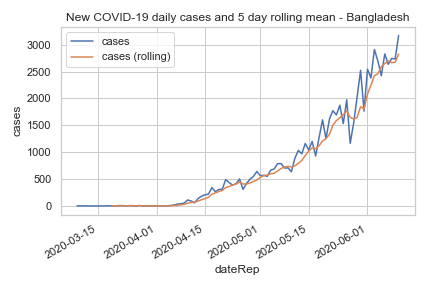 New COVID-19 daily cases and 5 day rolling mean - Bangladesh
cases
cases (rolling)
3000
2500
2000
1500
1000
500
0
cases
2020-03-15
2020-04-01
2020-04-15
2020-05-01
2020-05-15
2020-06-01
dateRep